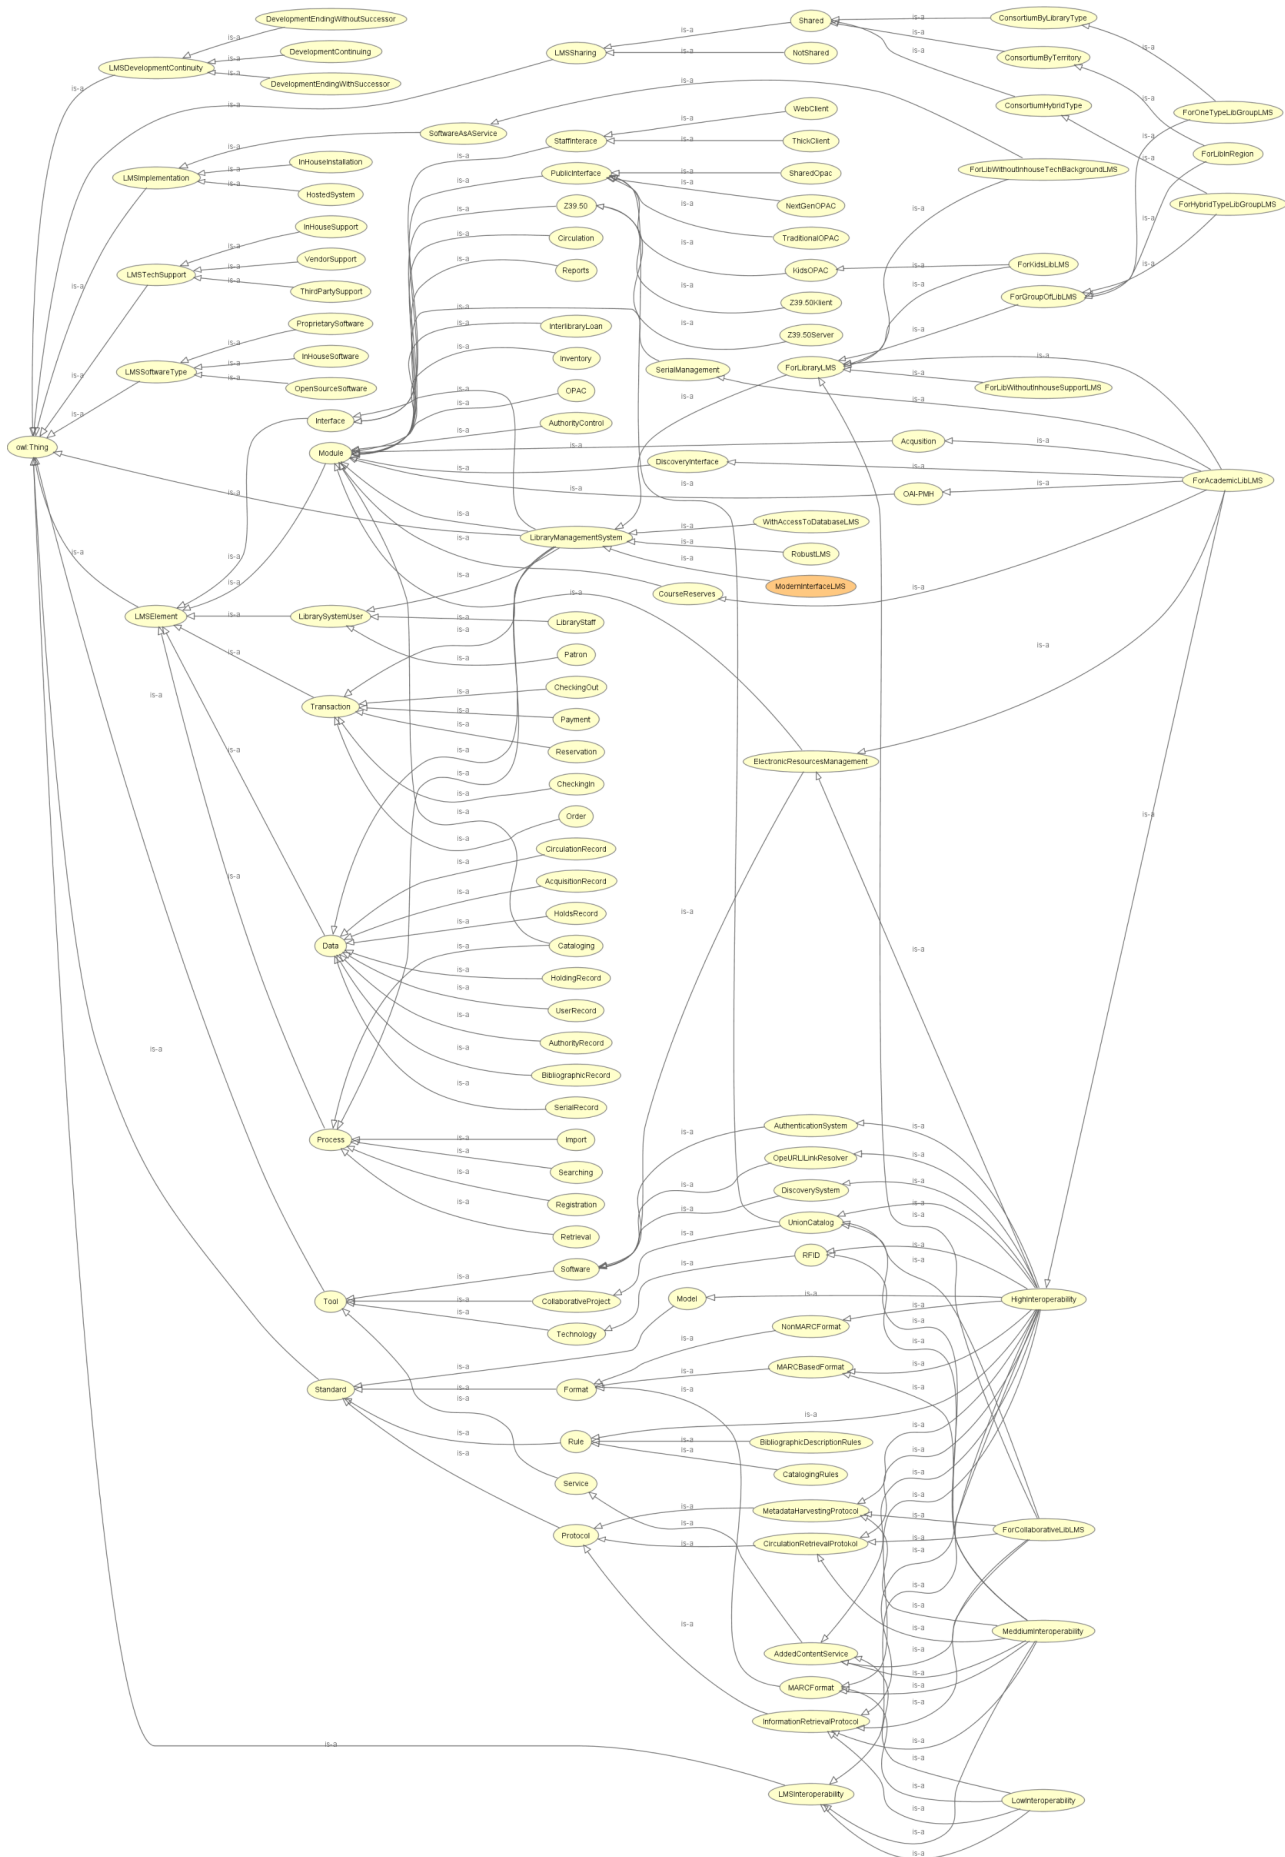 DevelopmentEndingWithoutSuccessor
DevelopmentContinuing
DevelopmentEndingWithSuccessor
LMSDevelopmentContinuity
LMSSharing
Shared
NotShared
ConsortiumByLibraryType
ConsortiumByTerritory
ConsortiumHybridType
ForOneTypeLibGroupLMS
ForLibInRegion
ForHybridTypeLibGroupLMS
SoftwareAsAService
LMSImplementation
InHouseInstallation
HostedSystem
StaffInterace
WebClient
ThickClient
PublicInterface
SharedOpac
NextGenOPAC
TraditionalOPAC
KidsOPAC
Z39.50Klient
Z39.50Server
ForLibWithoutInhouseTechBackgroundLMS
ForKidsLibLMS
ForGroupOfLibLMS
Z39.50
Circulation
Reports
InterlibraryLoan
Inventory
OPAC
AuthorityControl
InHouseSupport
VendorSupport
ThirdPartySupport
LMSTechSupport
ProprietarySoftware
InHouseSoftware
OpenSourceSoftware
LMSSoftwareType
SerialManagement
ForLibraryLMS
ForLibWithoutInhouseSupportLMS
owl:Thing
Interface
Module
Acqusition
DiscoveryInterface
OAI-PMH
ForAcademicLibLMS
LibraryManagementSystem
WithAccessToDatabaseLMS
RobustLMS
ModernInterfaceLMS
CourseReserves
LMSElement
LibrarySystemUser
LibraryStaff
Patron
Transaction
CheckingOut
Payment
Reservation
CheckingIn
Order
ElectronicResourcesManagement
CirculationRecord
AcquisitionRecord
HoldsRecord
Data
Cataloging
HoldingRecord
UserRecord
AuthorityRecord
BibliographicRecord
SerialRecord
Process
Import
Searching
Registration
Retrieval
AuthenticationSystem
OpeURLILinkResolver
DiscoverySystem
UnionCatalog
RFID
Software
Tool
CollaborativeProject
Technology
Model
HighInteroperability
NonMARCFormat
MARCBasedFormat
Standard
Format
Rule
BibliographicDescriptionRules
CatalogingRules
Service
Protocol
MetadataHarvestingProtocol
CirculationRetrievalProtokol
ForCollaborativeLibLMS
MeddiumInteroperability
AddedContentService
MARCFormat
InformationRetrievalProtocol
LMSInteroperability
LowInteroperability
is-a